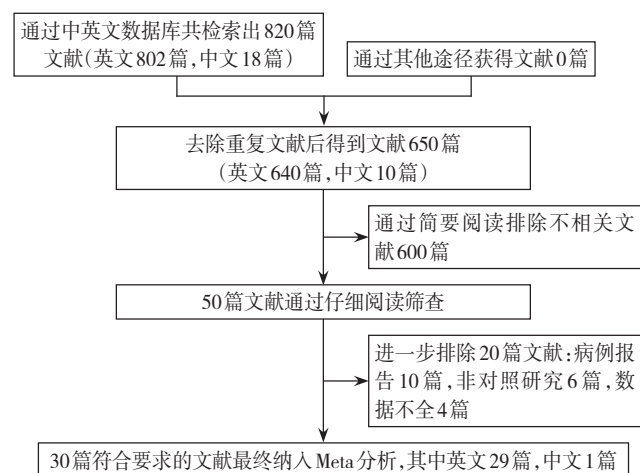 通过中英文数据库共检索出820篇
文献(英文802篇,中文18篇)
通过其他途径获得文献0篇
去除重复文献后得到文献650篇
(英文640篇,中文10篇)
通过简要阅读排除不相关文
献600篇
50篇文献通过仔细阅读筛查
进一步排除20篇文献:病例报
告10篇,非对照研究6篇,数
据不全4篇
30篇符合要求的文献最终纳入Meta分析,其中英文29篇,中文1篇